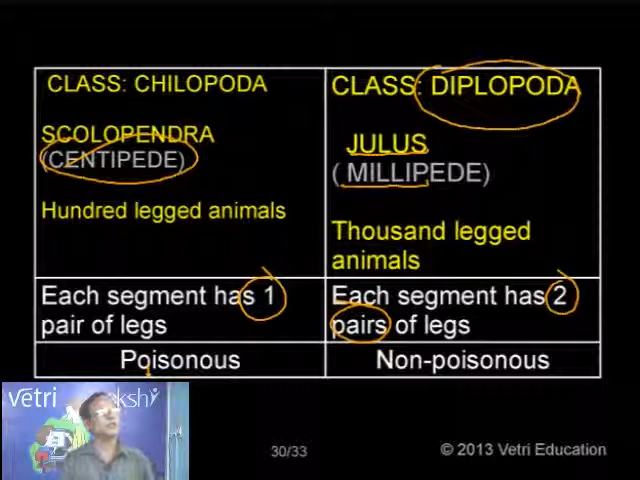 CLASS: CHILOPODA
SCOLOPENDRA
(CENTIPEDE)
Hundred legged animals
CLASS: DIPLOPODA
JULUS
( MILLIPEDE)
Thousand legged
animals
Each segment has 1
pair of legs
Each segment has 2
pairs of legs
Poisonous
Non-poisonous
vetri
30/33
© 2013 Vetri Education